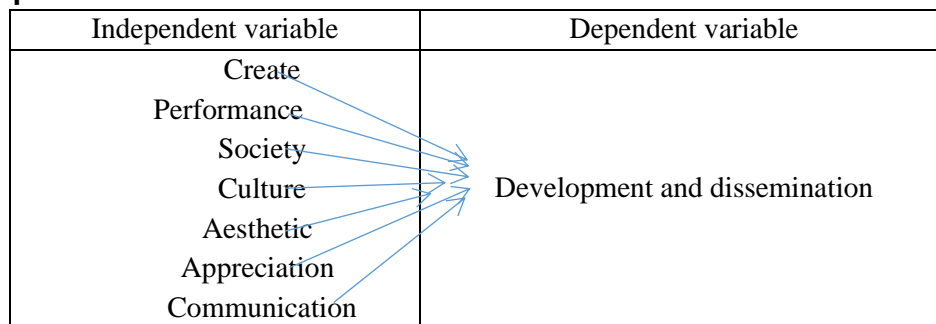 Independent variable
Dependent variable
Create
Performance
Society
Culture
Aesthetic
Appreciation
Communication
Development and dissemination